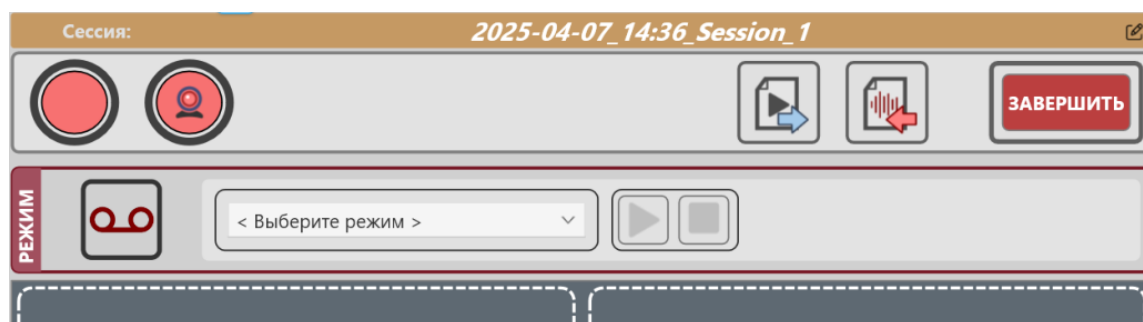 Сессия: 2025-04-07_14:36_Session_1
ЗАВЕРШИТЬ
РЕЖИМ
< Выберите режим >